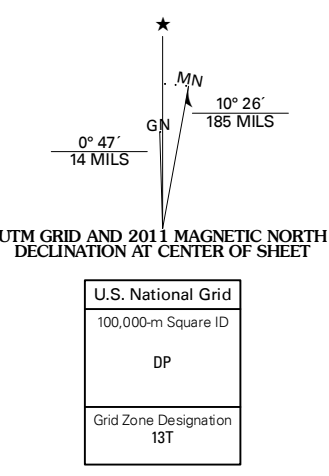 ★
MN
GN
0° 47´
14 MILS
10° 26´
185 MILS
UTM GRID AND 2011 MAGNETIC NORTH
DECLINATION AT CENTER OF SHEET
U.S. National Grid
100,000-m Square ID
DP
Grid Zone Designation
13T